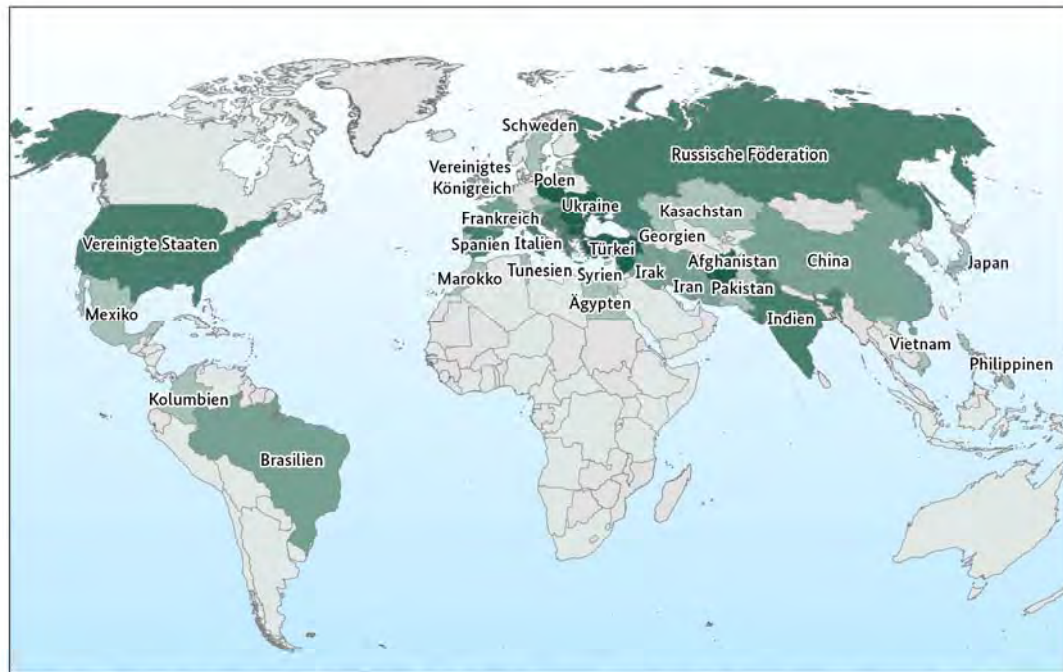 Schweden
Russische Föderation
Vereinigtes
Königreich
Polen
Ukraine
Frankreich
Kasachstan
Vereinigte Staaten
Spanien
Italien
Türkei
Georgien
Afghanistan
China
Japan
Marokko
Tunesien
Syrien
Irak
Iran
Pakistan
Mexiko
Ägypten
Indien
Vietnam
Philippinen
Kolumbien
Brasilien